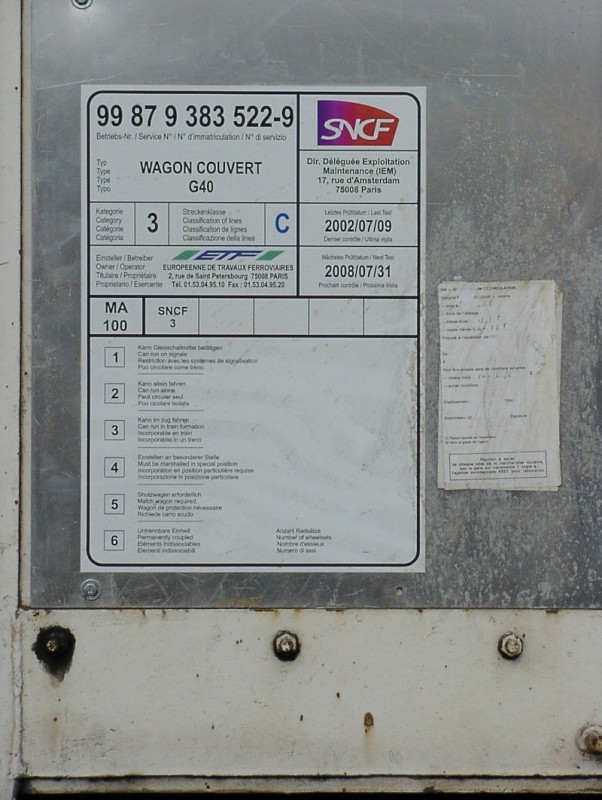 99 87 9 383 522-9
Betriebs-Nr. / Service N° / N° d'immatriculation / N° di servizio
SNCF
Typ
Type
Type
Typo
WAGON COUVERT
G40
Dir. Déléguée Exploitation
Maintenance (IEM)
17, rue d'Amsterdam
75008 Paris
Kategorie
Category
Catégorie
Catégoria
3
Streckenklasse
Classification of lines
Classification de lignes
Classificazione della linea
C
Letztes Prüfdatum / Last Test
2002/07/09
Dernier contrôle / Ultima visita
Einsteller / Betreiber
Owner / Operator
Titulaire / Propriétaire
Proprietario / Esercente
ETF
EUROPEENNE DE TRAVAUX FERROVIAIRES
2, rue de Saint Petersbourg 75008 PARIS
Tél. 01.53.04.95.10 Fax : 01.53.04.95.20
Nächstes Prüfdatum / Next Test
2008/07/31
Prochain contrôle / Prossima visita
MA
100
SNCF
3
1
Kann Gleisschaltmittel betätigen
Can run on signals
Restriction avec les systèmes de signalisation
Puo circolare come treno
2
Kann allein fahren
Can run alone
Peut circuler seul
Puo cicolare isolata
3
Kann im zug fahrijn
Can run in train formation
Incorporable en train
Incorporabile in un treno
4
Einstellen an besonderer Stelle
Must be marshalled in special position
Incorporation en position particulière requise
Incorporazione in posizione particolare
5
Shutzwagen erforderlich
Match wagon required
Wagon de protection nécessaire
Richiede carro scudo
6
Untrennbare Einheit
Permanently coupled
Eléments Indissociables
Elementi indissociabili
Anzahl Radsätze
Number of wheelsets
Nombre d'essieux
Numero di assi
Signature